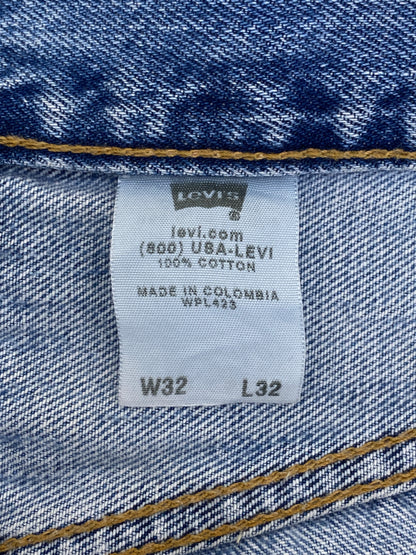 LEVI'S
®
levi.com
(800) USA-LEVI
100% COTTON
MADE IN COLOMBIA
WPL423
W32 L32